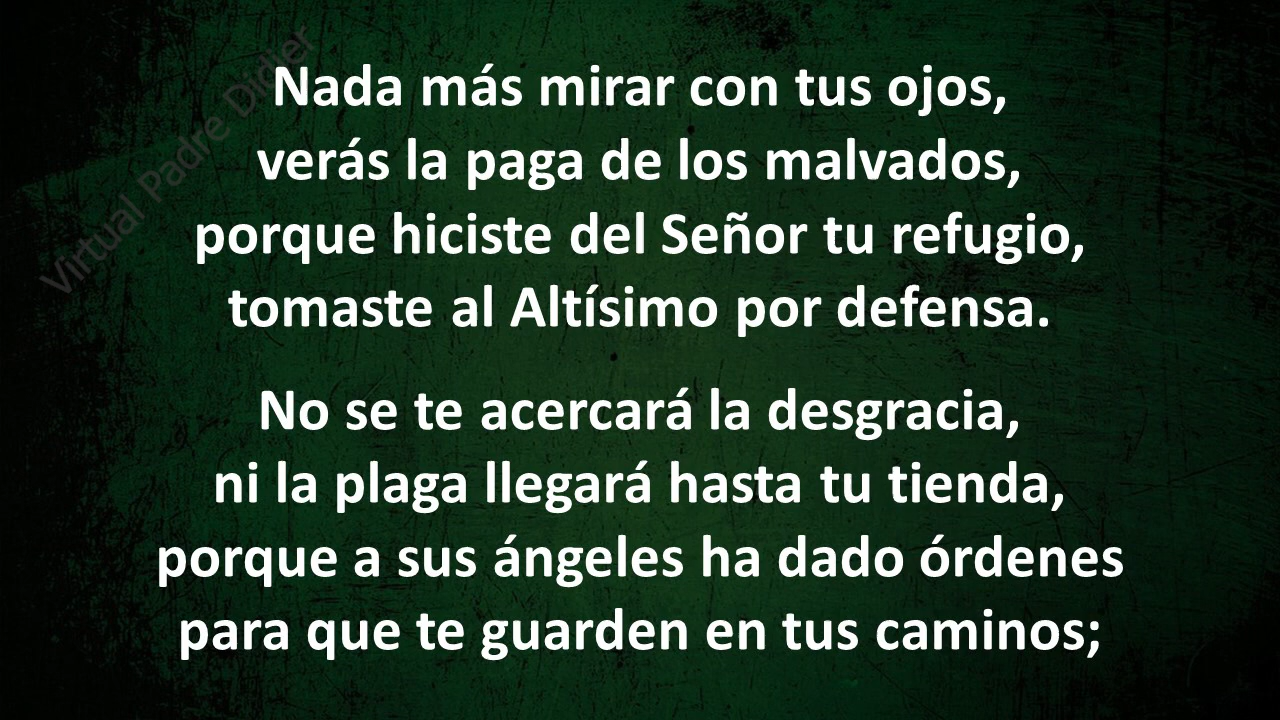 Virtual Padre Didier
Nada más mirar con tus ojos,
verás la paga de los malvados,
porque hiciste del Señor tu refugio,
tomaste al Altísimo por defensa.
No se te acercará la desgracia,
ni la plaga llegará hasta tu tienda,
porque a sus ángeles ha dado órdenes
para que te guarden en tus caminos;